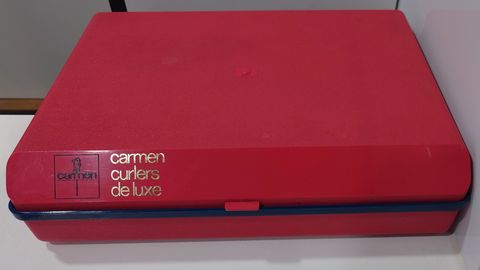 carmen
carmen
curlers
de luxe